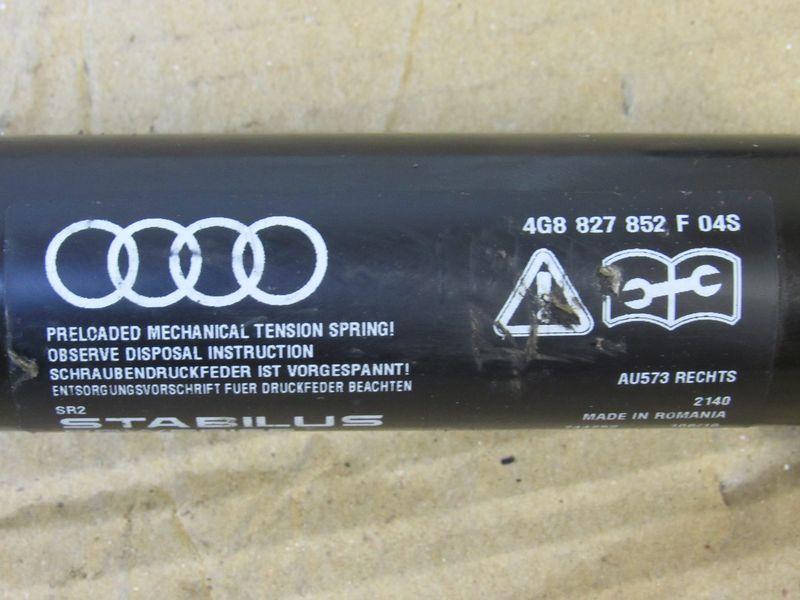 4G8 827 852 F 04S
PRELOADED MECHANICAL TENSION SPRING!
OBSERVE DISPOSAL INSTRUCTION
SCHRAUBENDRUCKFEDER IST VORGESPANNT!
ENTSORGUNGSVORSCHRIFT FUER DRUCKFEDER BEACHTEN
SR2
STABILUS
AU573 RECHTS
2140
MADE IN ROMANIA